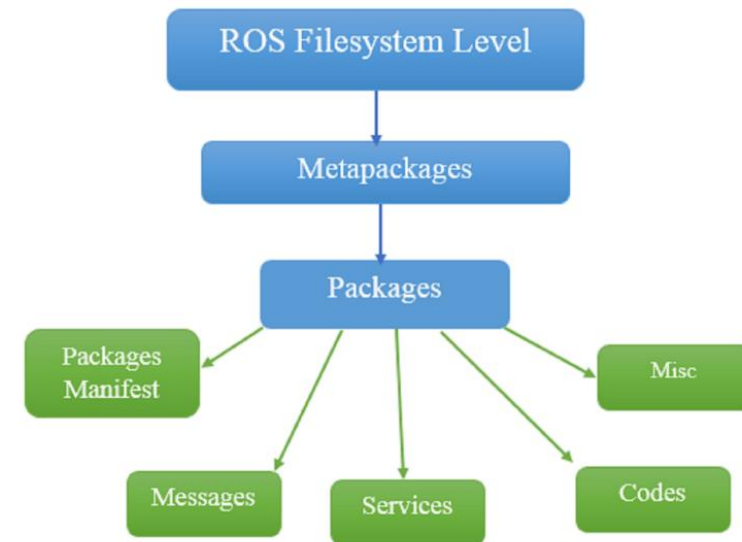 ROS Filesystem Level
Metapackages
Packages
Packages
Manifest
Misc
Messages
Services
Codes